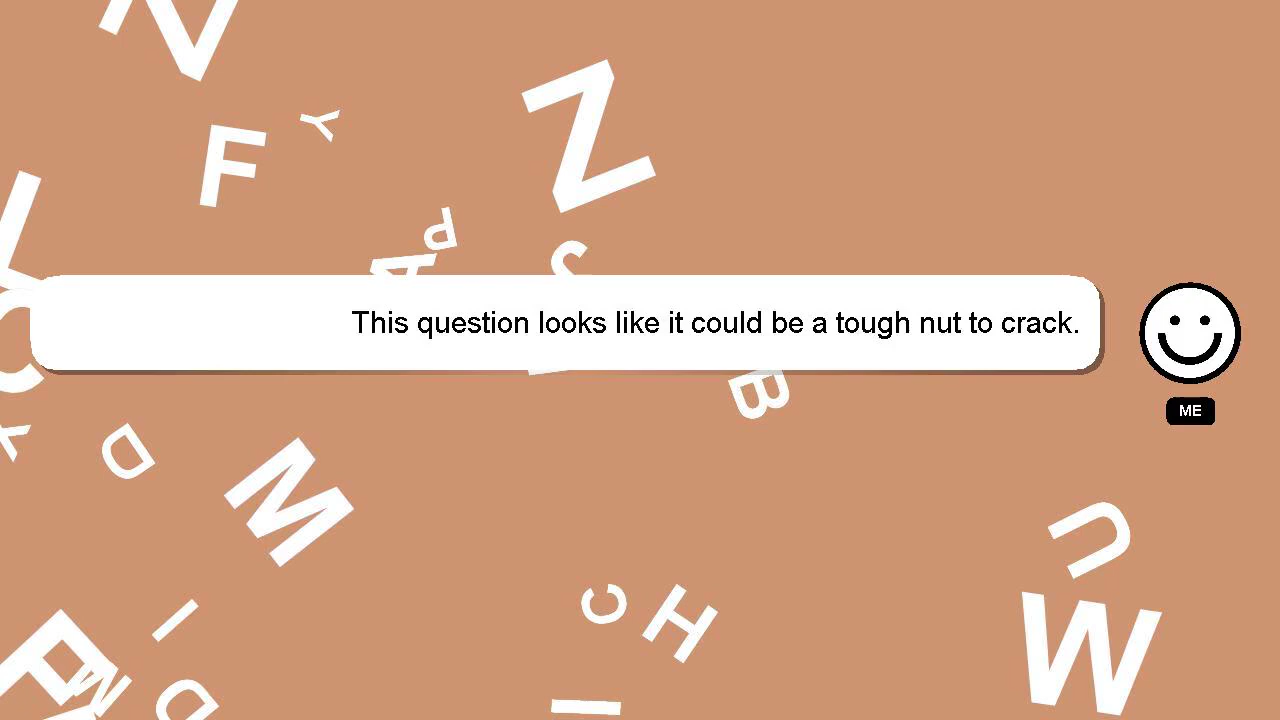 V
Z
Y
F
P
A
S
This question looks like it could be a tough nut to crack.
ME
C
B
Y
D
M
U
I
C
H
W
P
M
D
I